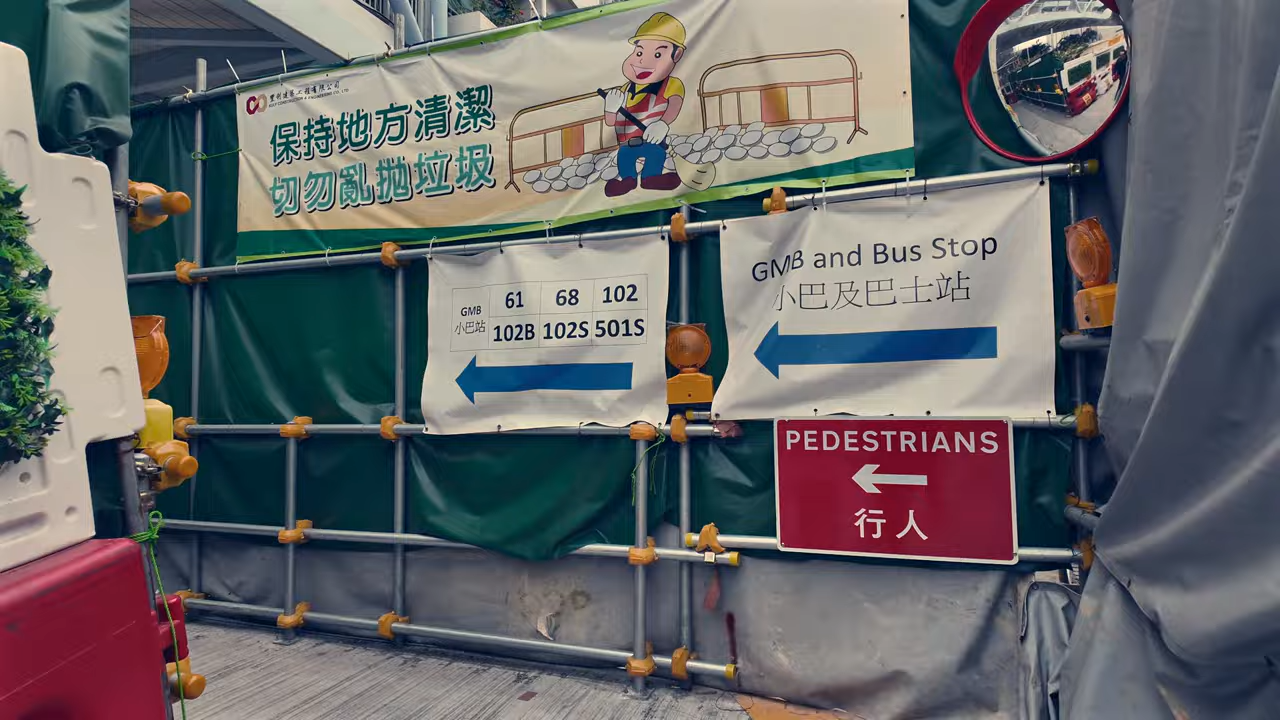 保持地方清潔
切勿亂拋垃圾
GMB
小巴站
61 68 102
102B 102S 501S
GMB and Bus Stop
小巴及巴士站
PEDESTRIANS
行人